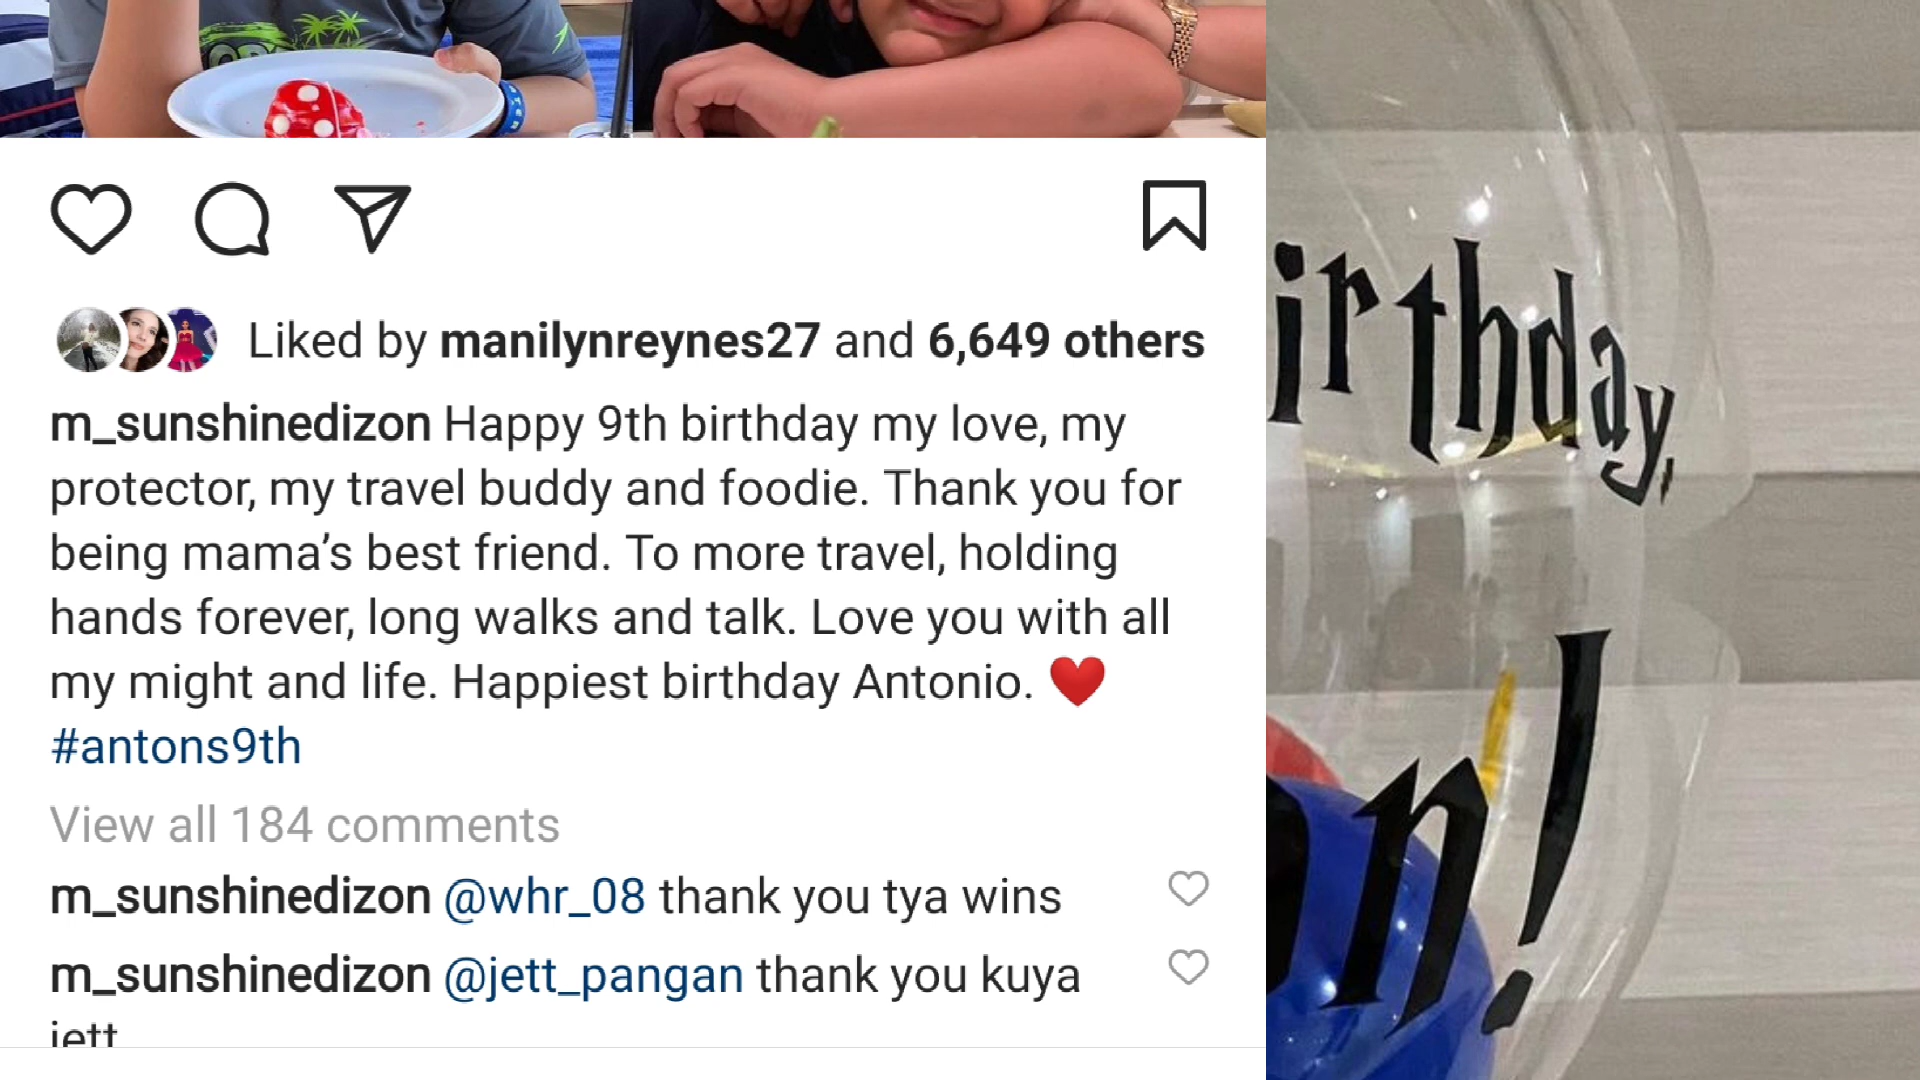 Liked by manilynreynes27 and 6,649 others
m_sunshinedizon Happy 9th birthday my love, my
protector, my travel buddy and foodie. Thank you for
being mama’s best friend. To more travel, holding
hands forever, long walks and talk. Love you with all
my might and life. Happiest birthday Antonio. ❤️
#antons9th
View all 184 comments
m_sunshinedizon @whr_08 thank you tya wins
m_sunshinedizon @jett_pangan thank you kuya
jett
irthday,
n!